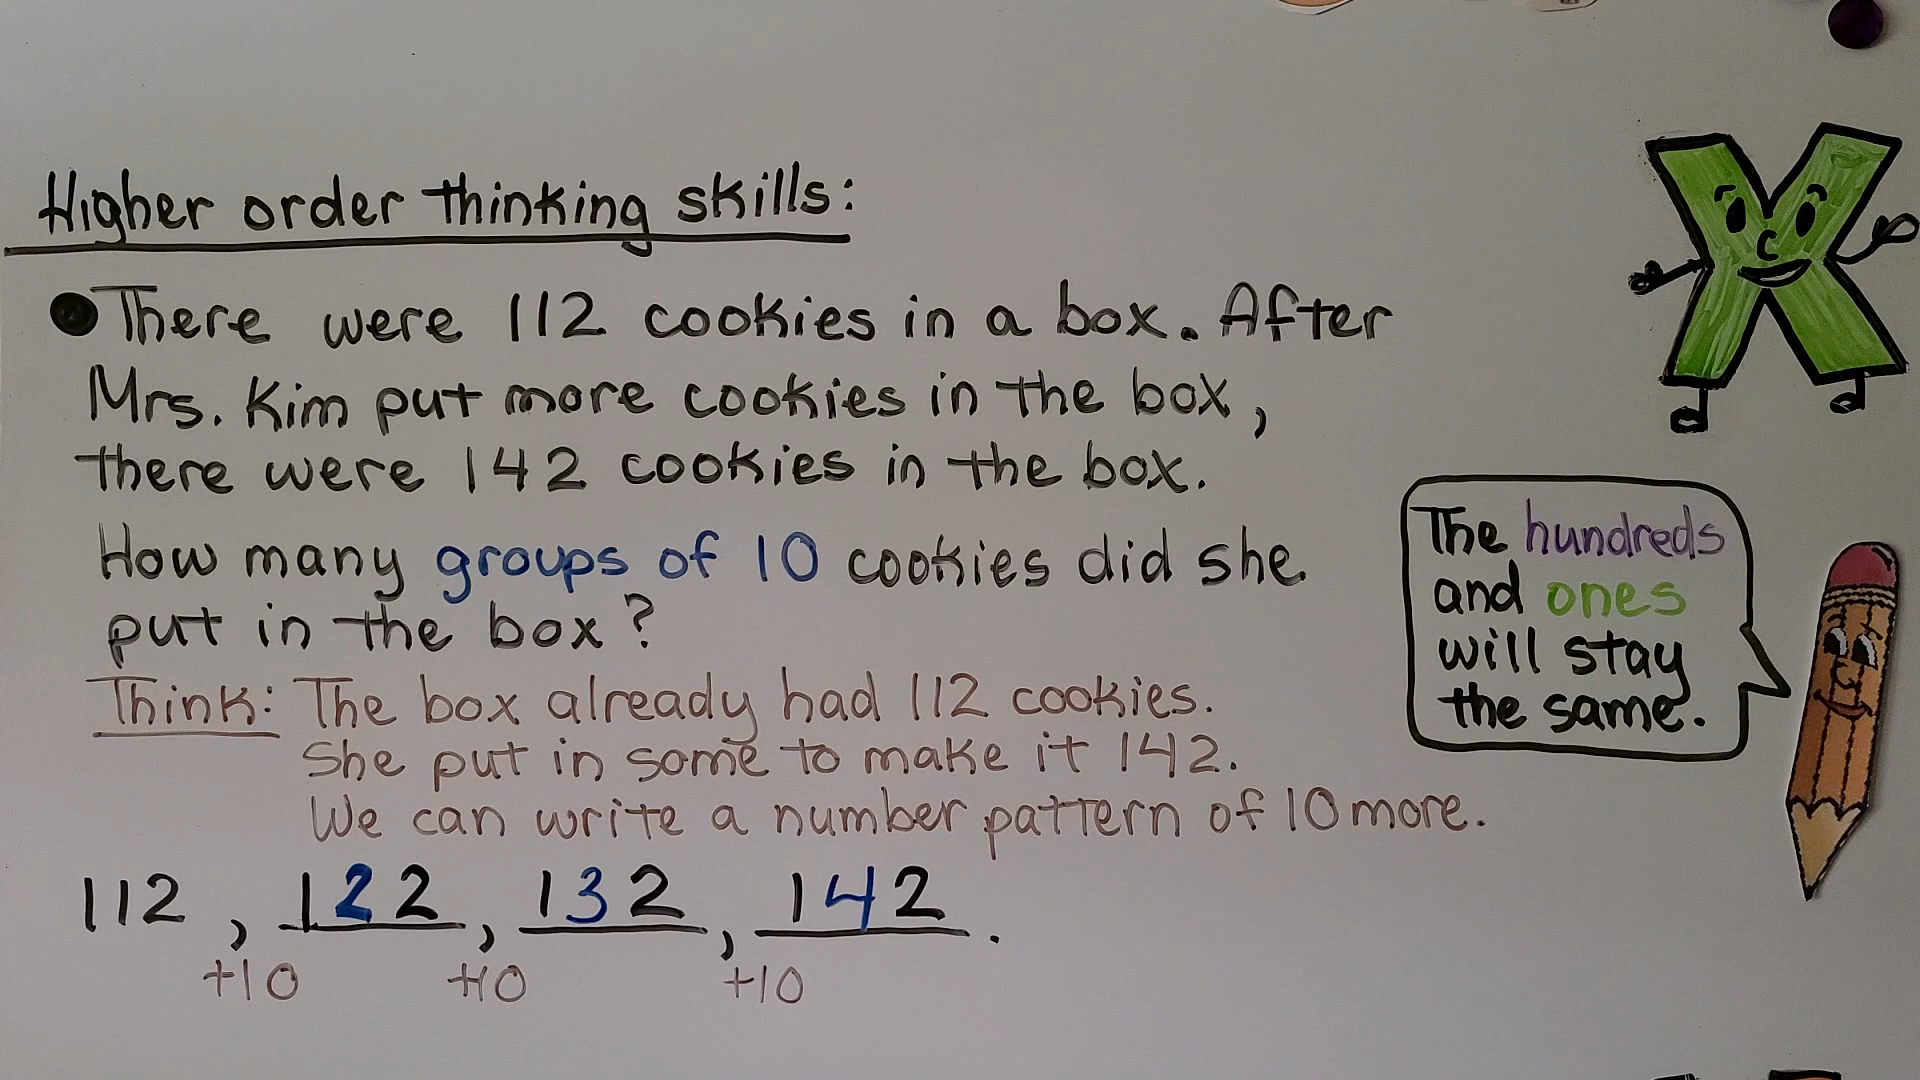 Higher order thinking skills:
There were 112 cookies in a box. After
Mrs. Kim put more cookies in the box,
there were 142 cookies in the box.
How many groups of 10 cookies did she
put in the box?
Think: The box already had 112 cookies.
She put in some to make it 142.
We can write a number pattern of 10 more.
112, 122, 132, 142.
+10 +10 +10
The hundreds
and ones
will stay
the same.
X